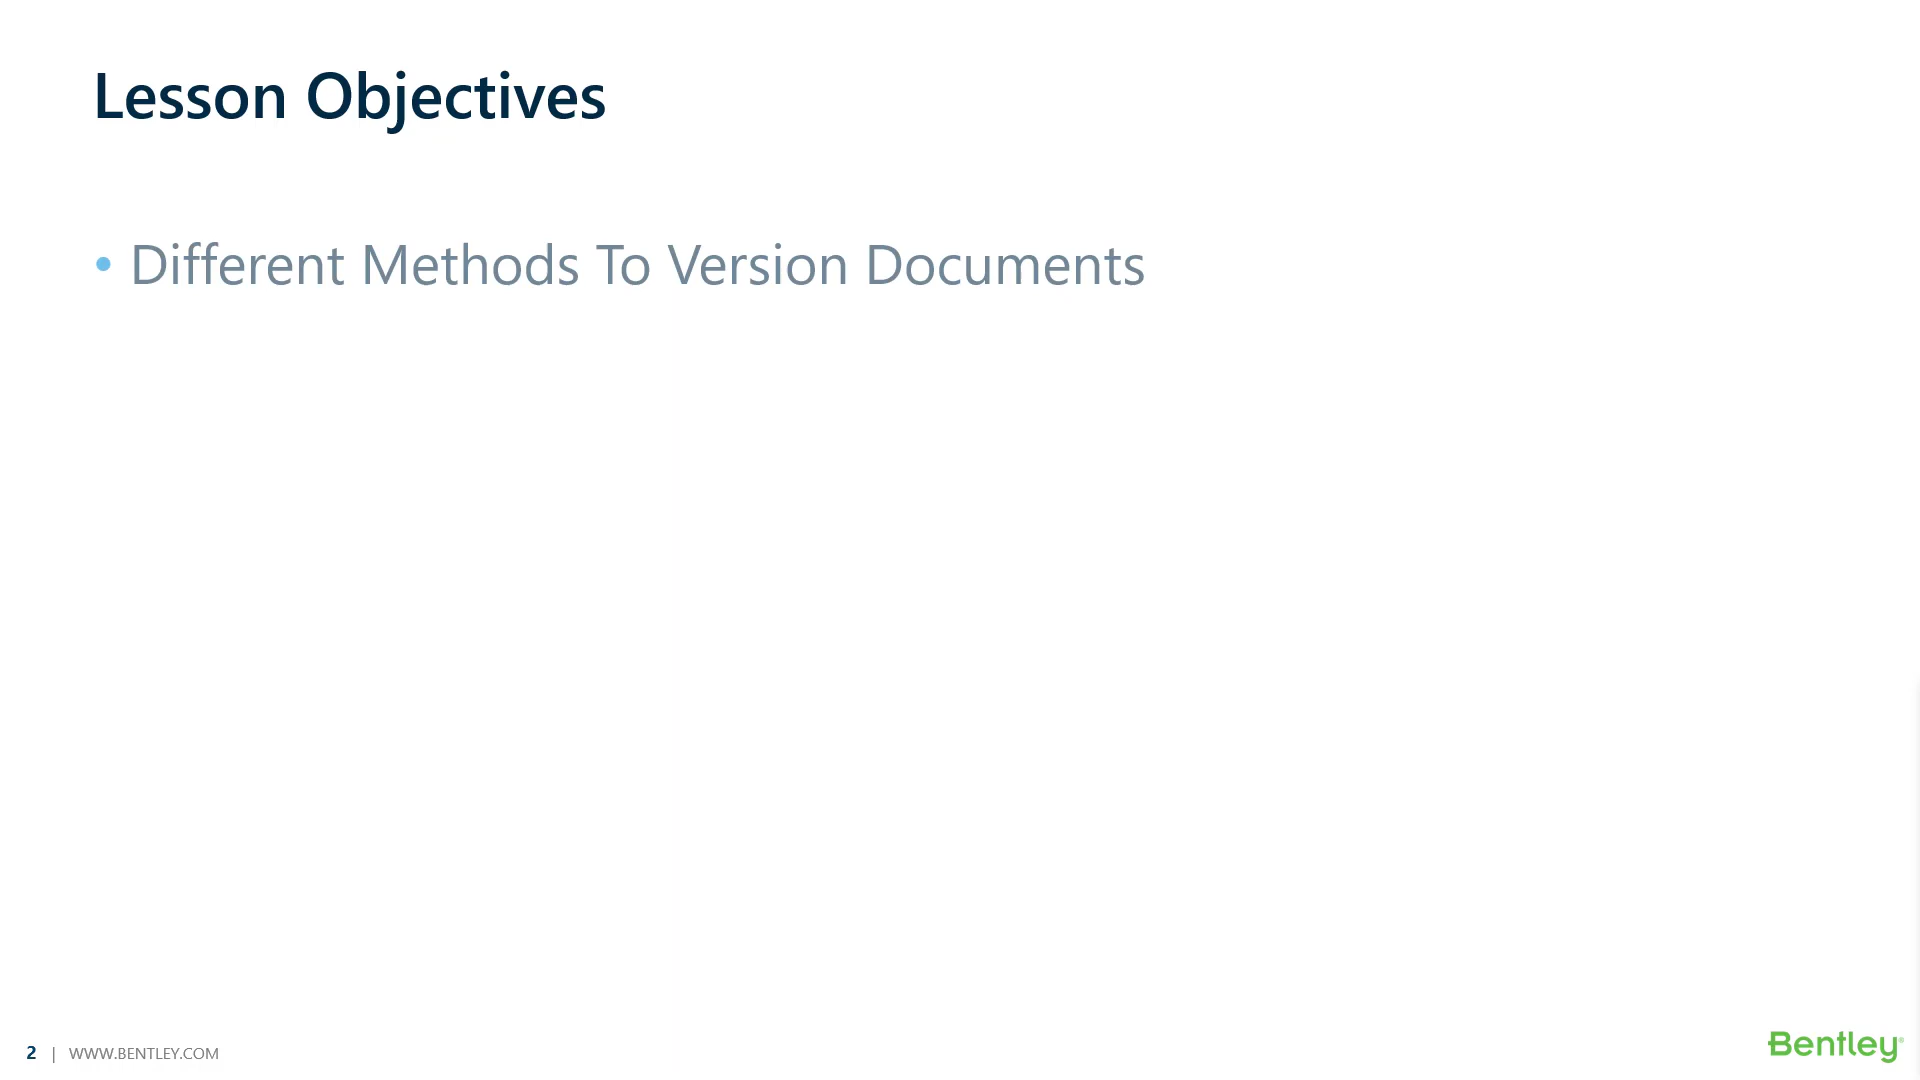 Lesson Objectives
• Different Methods To Version Documents
2 | WWW.BENTLEY.COM
Bentley®